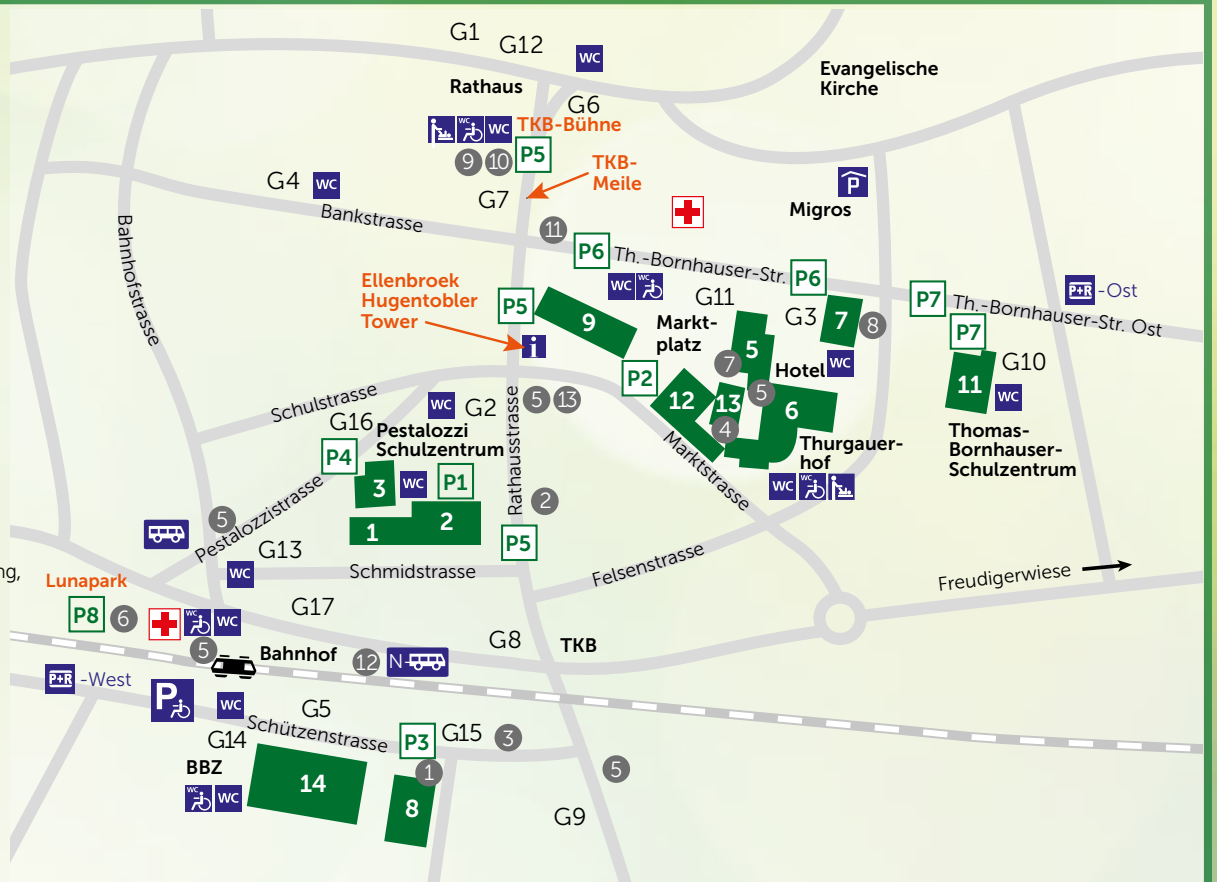 G1
G12
WC
Rathaus
Evangelische
Kirche
G6
WC
WC
TKB-Bühne
9
10
P5
TKB-
Meile
G4
WC
G7
P
Migros
Bankstrasse
11
P6
Th.-Bornhauser-Str.
P6
Bahnhofstrasse
Ellenbroek
Hugentobler
Tower
WC
WC
G11
P7
P+R
-Ost
Th.-Bornhauser-Str. Ost
P5
9
Markt-
platz
G3
7
8
P7
i
5
7
Hotel
WC
G10
11
WC
P2
12
13
5
6
4
Schulstrasse
WC
G2
5
13
Rathausstrasse
Marktstrasse
Thurgauer-
hof
WC
WC
Thomas-
Bornhauser-
Schulzentrum
G16
Pestalozzi
Schulzentrum
P4
3
WC
P1
2
1
2
Pestalozzistrasse
5
P5
G13
WC
Schmidstrasse
Felsenstrasse
Freudigerwiese
ng,
Lunapark
P8
6
WC
WC
G17
G8
TKB
5
Bahnhof
12
N-
P+R
-West
P
WC
G5
Schützenstrasse
P3
G15
3
G14
BBZ
WC
WC
14
1
8
5
G9